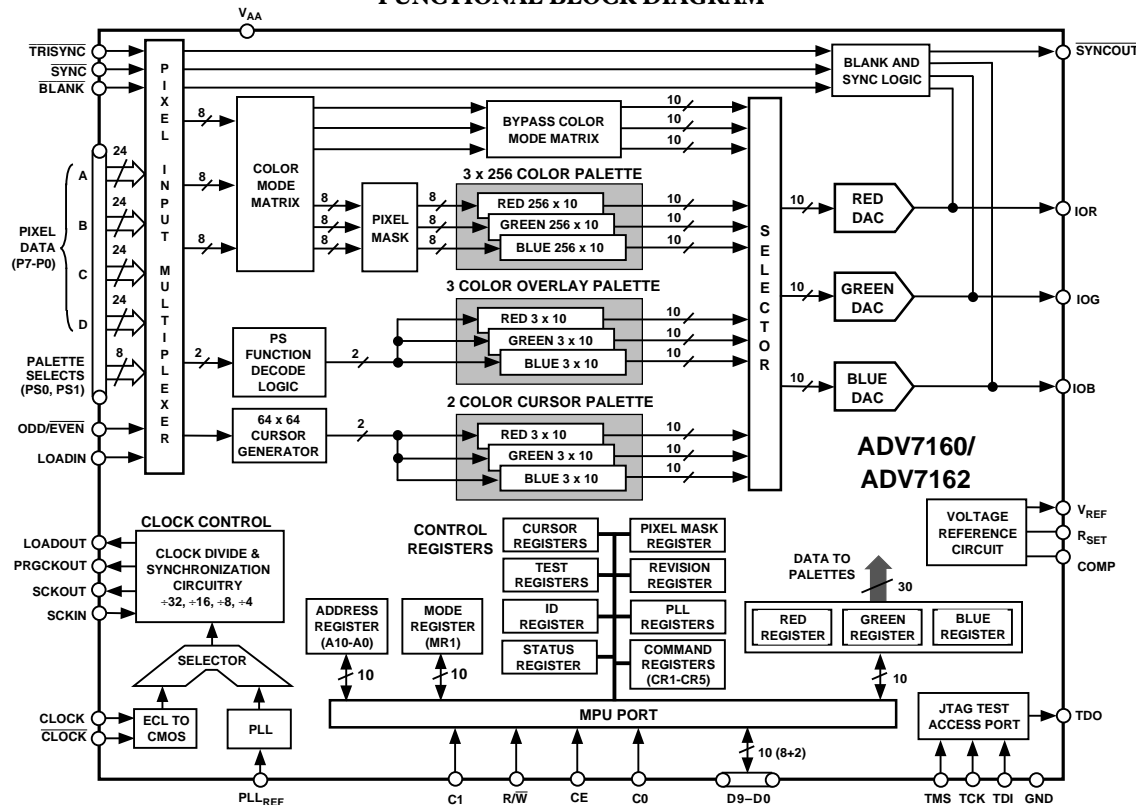 FUNCTIONAL BLOCK DIAGRAM
VAA
TRISYNC
SYNC
BLANK
SYNCOUT
BLANK AND
SYNC LOGIC
PIXEL INPUT MULTIPLEXER
8
8
8
COLOR
MODE
MATRIX
BYPASS COLOR
MODE MATRIX
10
10
10
24
A
24
B
24
C
24
D
PIXEL
DATA
(P7-P0)
8
PALETTE
SELECTS
(PS0, PS1)
8
8
8
PIXEL
MASK
8
8
8
3 x 256 COLOR PALETTE
RED 256 x 10
GREEN 256 x 10
BLUE 256 x 10
10
10
10
SELECTOR
10
RED
DAC
IOR
10
GREEN
DAC
IOG
10
BLUE
DAC
IOB
3 COLOR OVERLAY PALETTE
RED 3 x 10
GREEN 3 x 10
BLUE 3 x 10
10
10
10
2
PS
FUNCTION
DECODE
LOGIC
2
ODD/EVEN
LOADIN
64 x 64
CURSOR
GENERATOR
2
2 COLOR CURSOR PALETTE
RED 3 x 10
GREEN 3 x 10
BLUE 3 x 10
10
10
10
ADV7160/
ADV7162
VOLTAGE
REFERENCE
CIRCUIT
VREF
RSET
COMP
CLOCK CONTROL
LOADOUT
PRGCKOUT
SCKOUT
SCKIN
CLOCK DIVIDE &
SYNCHRONIZATION
CIRCUITRY
÷32, ÷16, ÷8, ÷4
SELECTOR
CLOCK
CLOCK
ECL TO
CMOS
PLL
PLLREF
CONTROL
REGISTERS
CURSOR
REGISTERS
PIXEL MASK
REGISTER
TEST
REGISTERS
REVISION
REGISTER
ID
REGISTER
PLL
REGISTERS
STATUS
REGISTER
COMMAND
REGISTERS
(CR1-CR5)
ADDRESS
REGISTER
(A10-A0)
10
MODE
REGISTER
(MR1)
10
DATA TO
PALETTES
30
RED
REGISTER
GREEN
REGISTER
BLUE
REGISTER
10
MPU PORT
C1
R/W
CE
C0
10 (8+2)
D9–D0
JTAG TEST
ACCESS PORT
TDO
TMS
TCK
TDI
GND